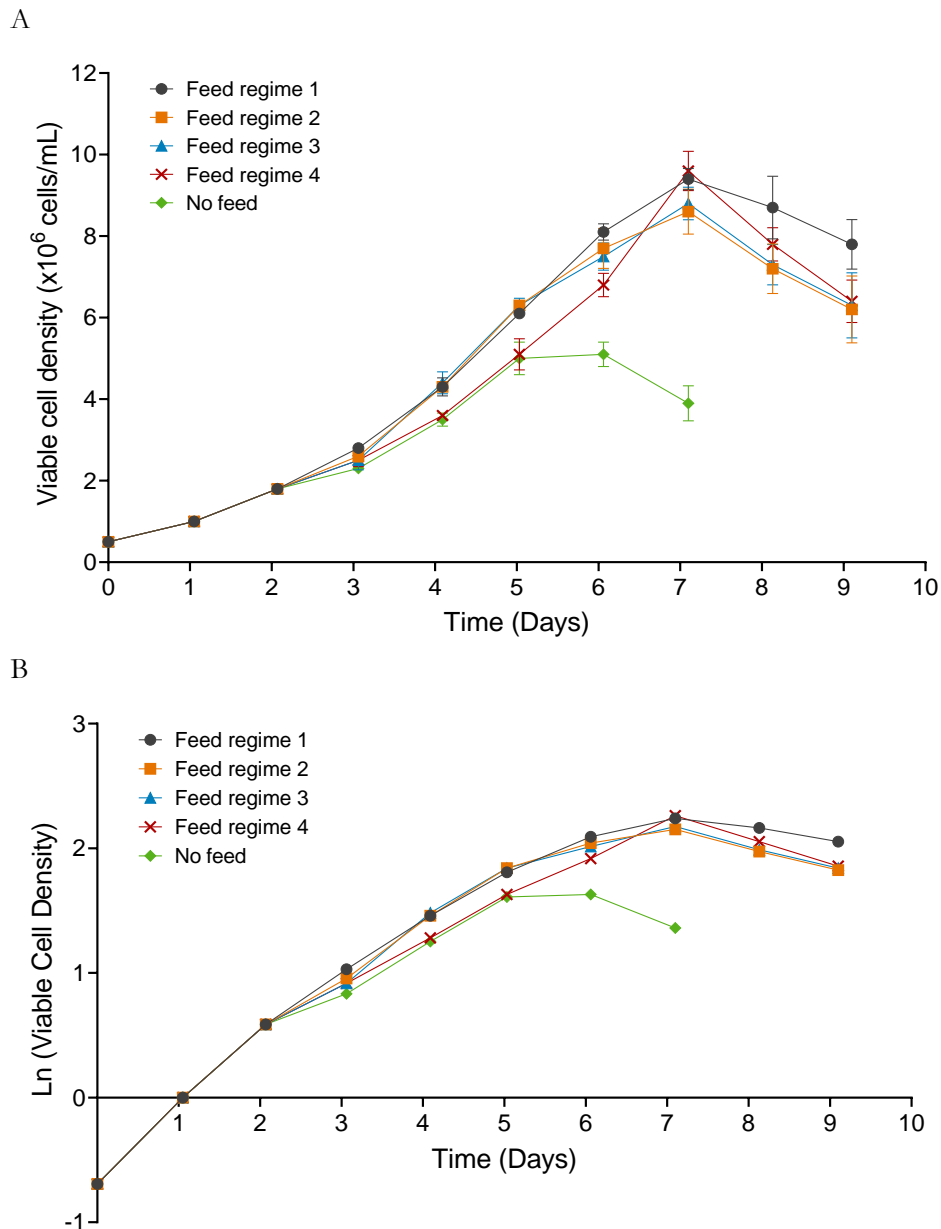 A
Viable cell density (x10⁶ cells/mL)
12
10
8
6
4
2
0
Feed regime 1
Feed regime 2
Feed regime 3
Feed regime 4
No feed
0 1 2 3 4 5 6 7 8 9 10
Time (Days)
B
Ln (Viable Cell Density)
3
2
1
0
-1
Feed regime 1
Feed regime 2
Feed regime 3
Feed regime 4
No feed
1 2 3 4 5 6 7 8 9 10
Time (Days)